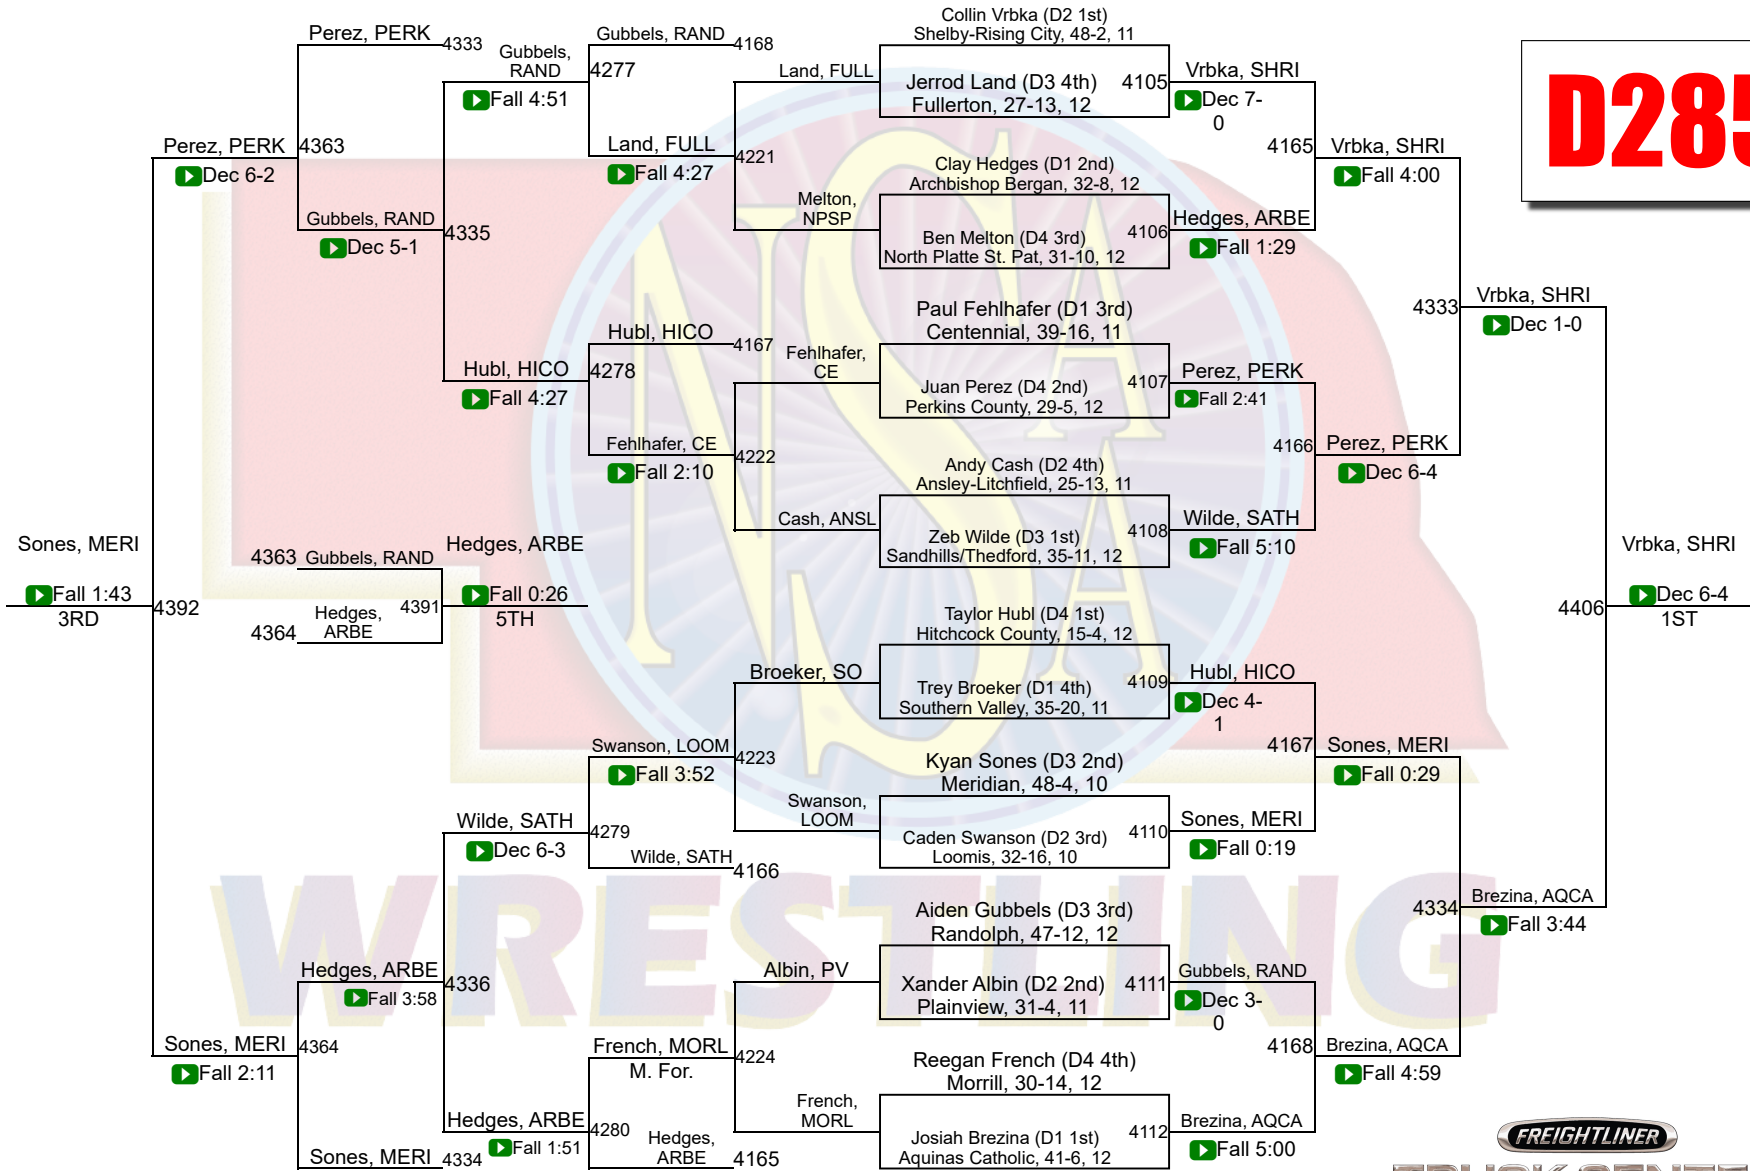 Collin Vrbka (D2 1st)
Shelby-Rising City, 48-2, 11
Perez, PERK
4333
Gubbels, RAND
4168
Gubbels,
RAND
4277
Fall 4:51
Land, FULL
Jerrod Land (D3 4th)
Fullerton, 27-13, 12
4105
Vrbka, SHRI
Dec 7-
0
D285
Perez, PERK
4363
Dec 6-2
Land, FULL
4221
Fall 4:27
Clay Hedges (D1 2nd)
Archbishop Bergan, 32-8, 12
4165
Vrbka, SHRI
Fall 4:00
Gubbels, RAND
4335
Dec 5-1
Melton,
NPSP
Ben Melton (D4 3rd)
North Platte St. Pat, 31-10, 12
4106
Hedges, ARBE
Fall 1:29
Paul Fehlhafer (D1 3rd)
Centennial, 39-16, 11
4333
Vrbka, SHRI
Dec 1-0
Hubl, HICO
4167
Hubl, HICO
4278
Fall 4:27
Fehlhafer,
CE
Juan Perez (D4 2nd)
Perkins County, 29-5, 12
4107
Perez, PERK
Fall 2:41
Fehlhafer, CE
4222
Fall 2:10
Andy Cash (D2 4th)
Ansley-Litchfield, 25-13, 11
4166
Perez, PERK
Dec 6-4
Cash, ANSL
Zeb Wilde (D3 1st)
Sandhills/Thedford, 35-11, 12
4108
Wilde, SATH
Fall 5:10
Sones, MERI
Fall 1:43
3RD
4392
4363
Gubbels, RAND
4364
Hedges,
ARBE
4391
Hedges, ARBE
Fall 0:26
5TH
4406
Vrbka, SHRI
Dec 6-4
1ST
Taylor Hubl (D4 1st)
Hitchcock County, 15-4, 12
Broeker, SO
Trey Broeker (D1 4th)
Southern Valley, 35-20, 11
4109
Hubl, HICO
Dec 4-
1
Swanson, LOOM
4223
Fall 3:52
Kyan Sones (D3 2nd)
Meridian, 48-4, 10
4167
Sones, MERI
Fall 0:29
Wilde, SATH
4279
Dec 6-3
Wilde, SATH
4166
Swanson,
LOOM
Caden Swanson (D2 3rd)
Loomis, 32-16, 10
4110
Sones, MERI
Fall 0:19
NSWA
WRESTLING
Aiden Gubbels (D3 3rd)
Randolph, 47-12, 12
4334
Brezina, AQCA
Fall 3:44
Hedges, ARBE
4336
Fall 3:58
Albin, PV
Xander Albin (D2 2nd)
Plainview, 31-4, 11
4111
Gubbels, RAND
Dec 3-
0
Sones, MERI
4364
Fall 2:11
French, MORL
4224
M. For.
Reegan French (D4 4th)
Morrill, 30-14, 12
4168
Brezina, AQCA
Fall 4:59
Hedges, ARBE
4280
Fall 1:51
Hedges,
ARBE
4165
French,
MORL
Josiah Brezina (D1 1st)
Aquinas Catholic, 41-6, 12
4112
Brezina, AQCA
Fall 5:00
Sones, MERI
4334
FREIGHTLINER